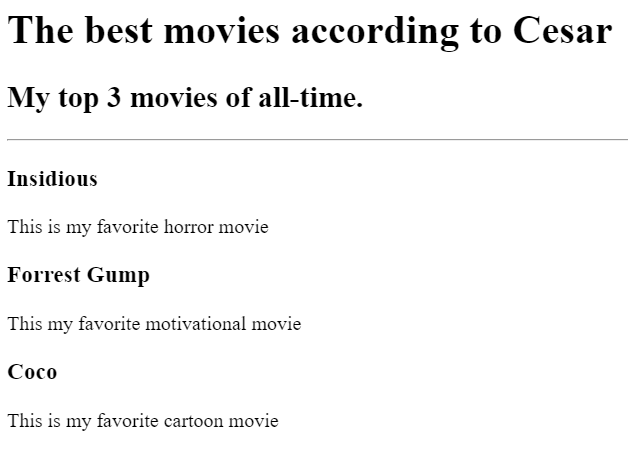 The best movies according to Cesar
My top 3 movies of all-time.
Insidious
This is my favorite horror movie
Forrest Gump
This my favorite motivational movie
Coco
This is my favorite cartoon movie